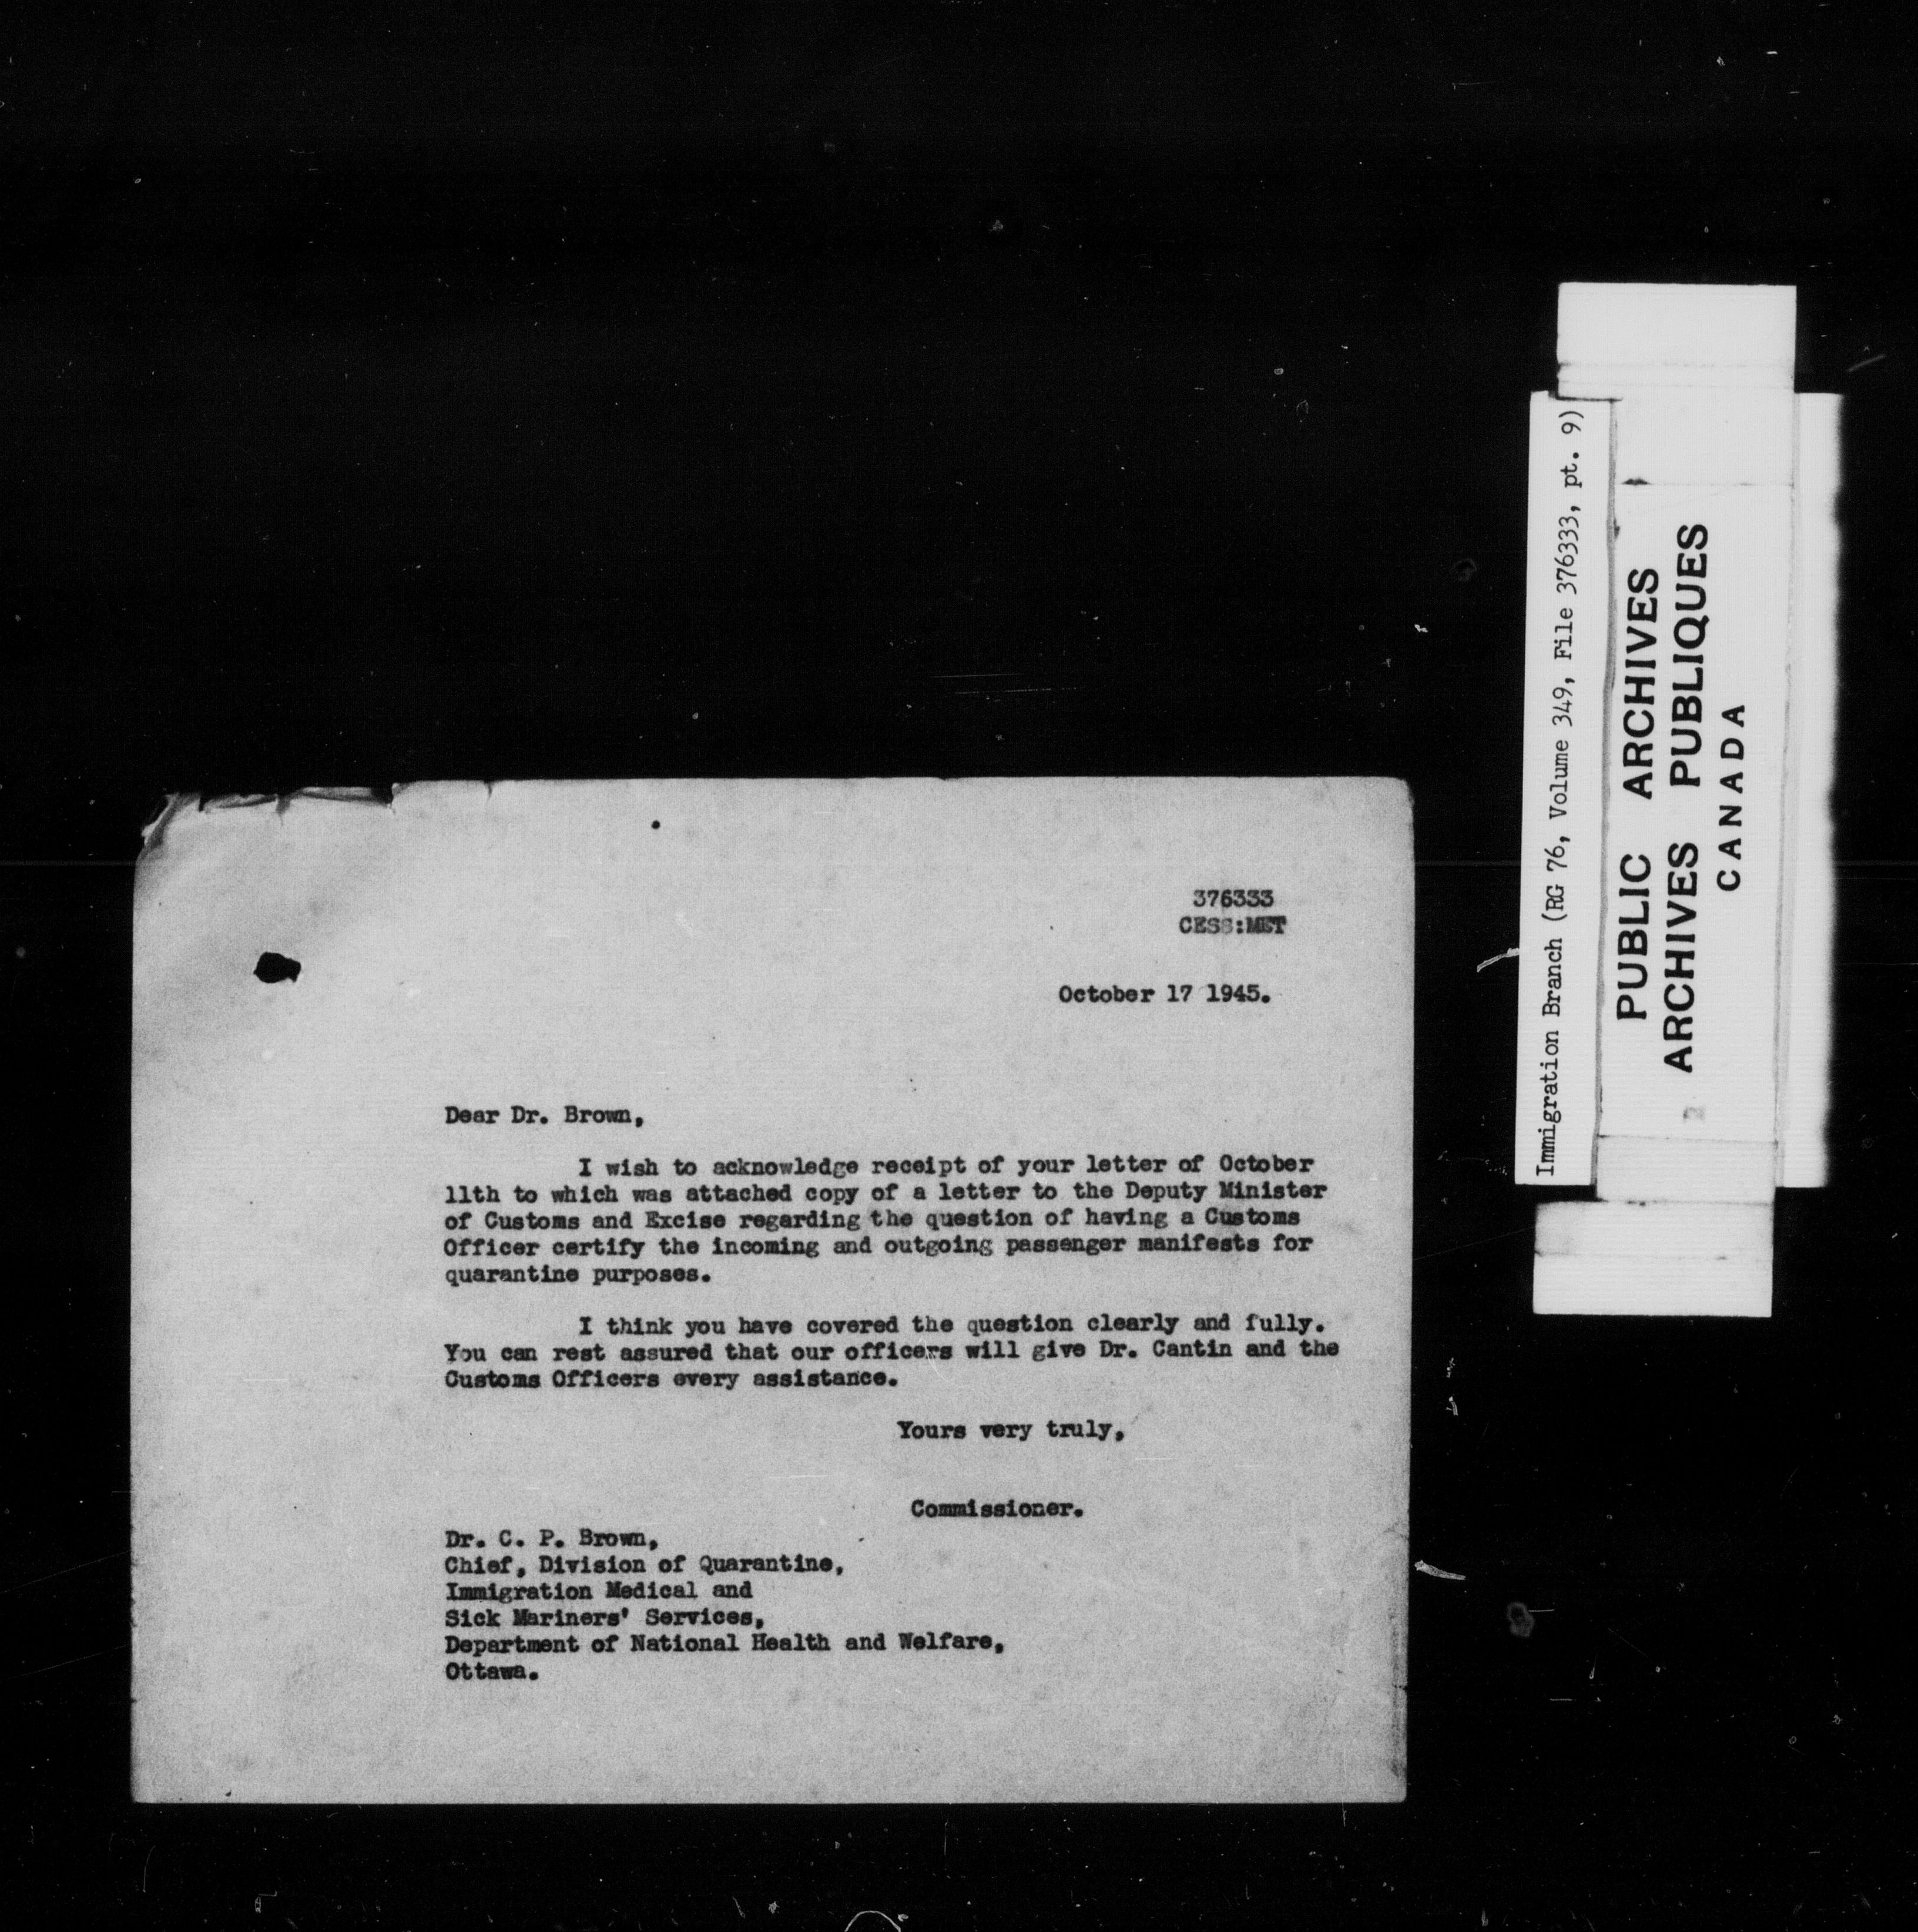 376333
CESS:MET
October 17 1945.
Dear Dr. Brown,
I wish to acknowledge receipt of your letter of October
11th to which was attached copy of a letter to the Deputy Minister
of Customs and Excise regarding the question of having a Customs
Officer certify the incoming and outgoing passenger manifests for
quarantine purposes.
I think you have covered the question clearly and fully.
You can rest assured that our officers will give Dr. Cantin and the
Customs Officers every assistance.
Yours very truly,
Commissioner.
Dr. C. P. Brown,
Chief, Division of Quarantine,
Immigration Medical and
Sick Mariners' Services,
Department of National Health and Welfare,
Ottawa.
Immigration Branch (RG 76, Volume 349, File 376333, pt. 9)
PUBLIC ARCHIVES
ARCHIVES PUBLIQUES
CANADA
2